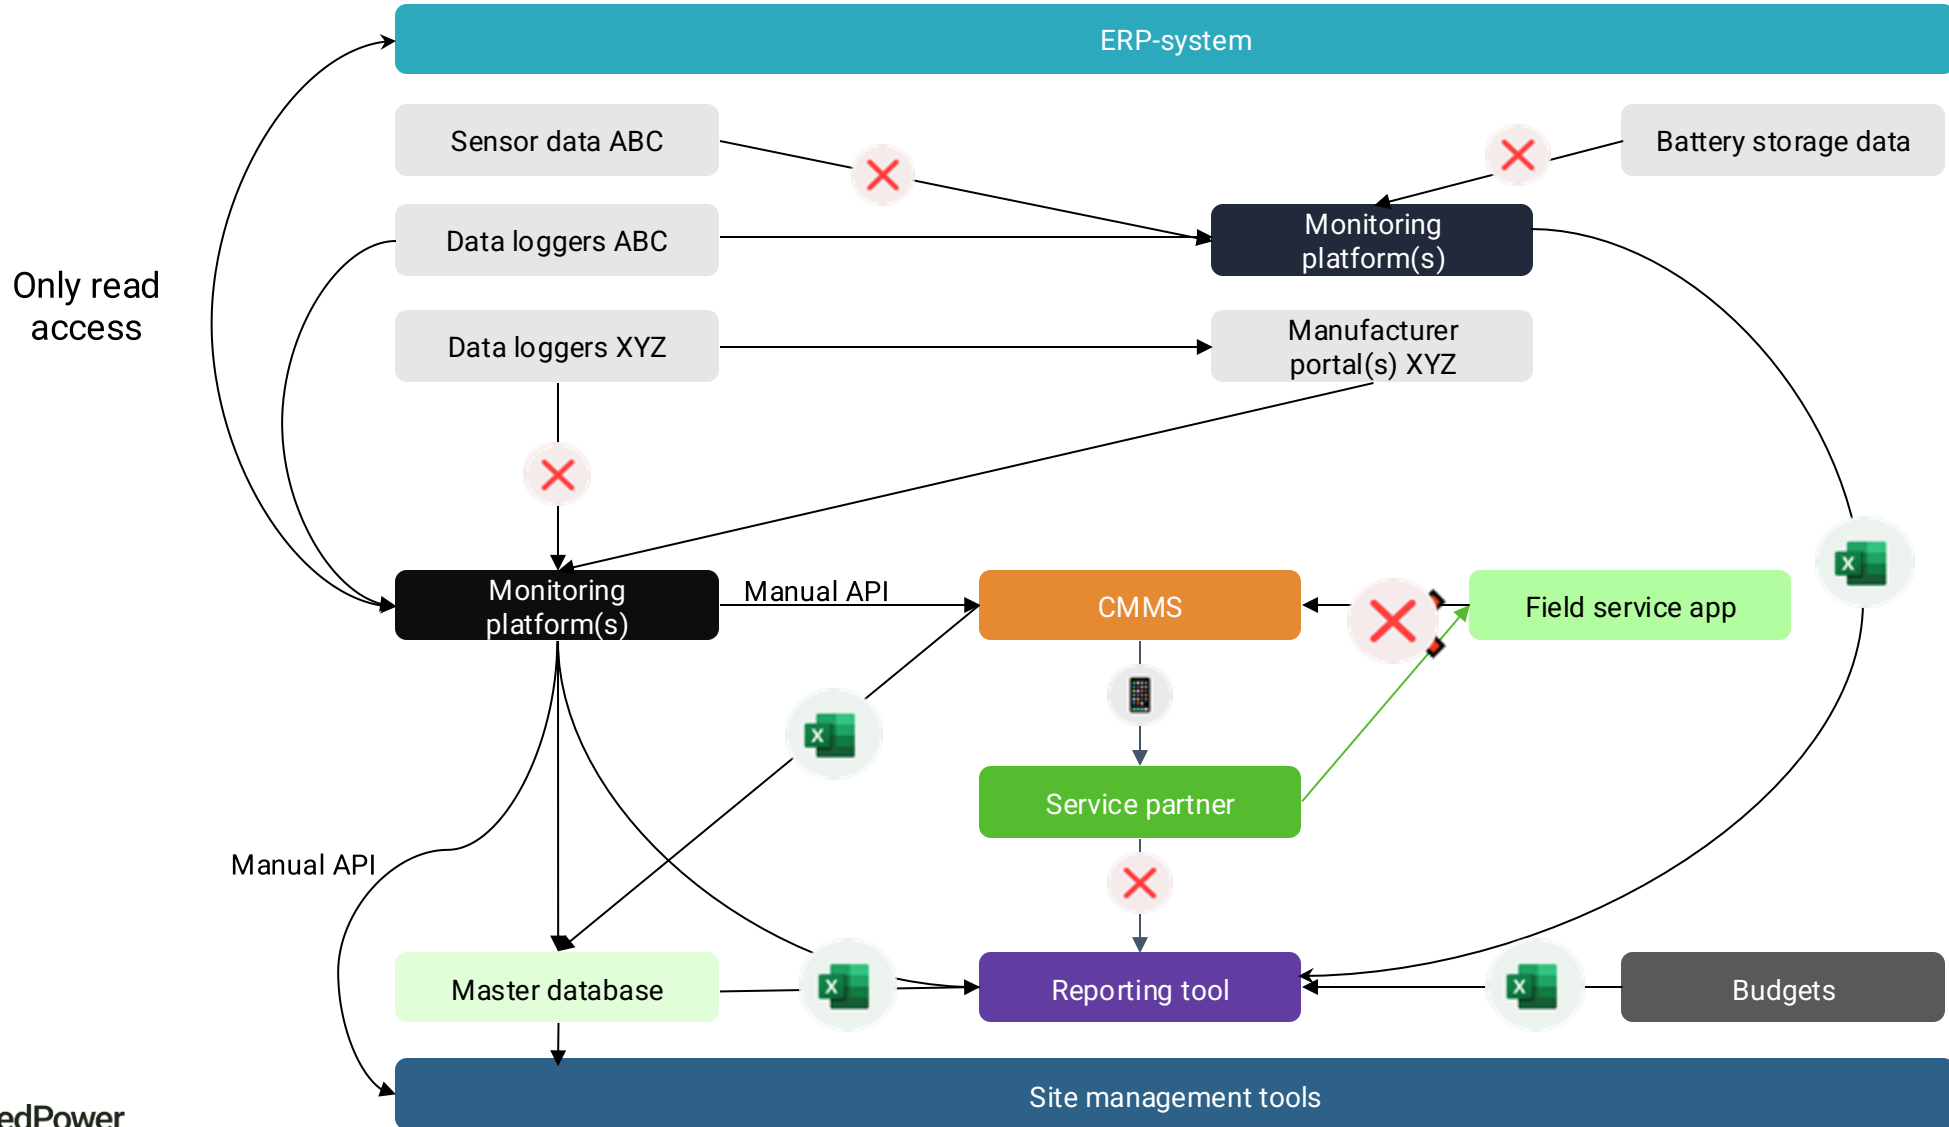 ERP-system
Sensor data ABC
Battery storage data
Data loggers ABC
Monitoring
platform(s)
Only read
access
Data loggers XYZ
Manufacturer
portal(s) XYZ
Monitoring
platform(s)
Manual API
CMMS
Field service app
X
X
Service partner
Manual API
Master database
X
Reporting tool
X
Budgets
Site management tools
edPower